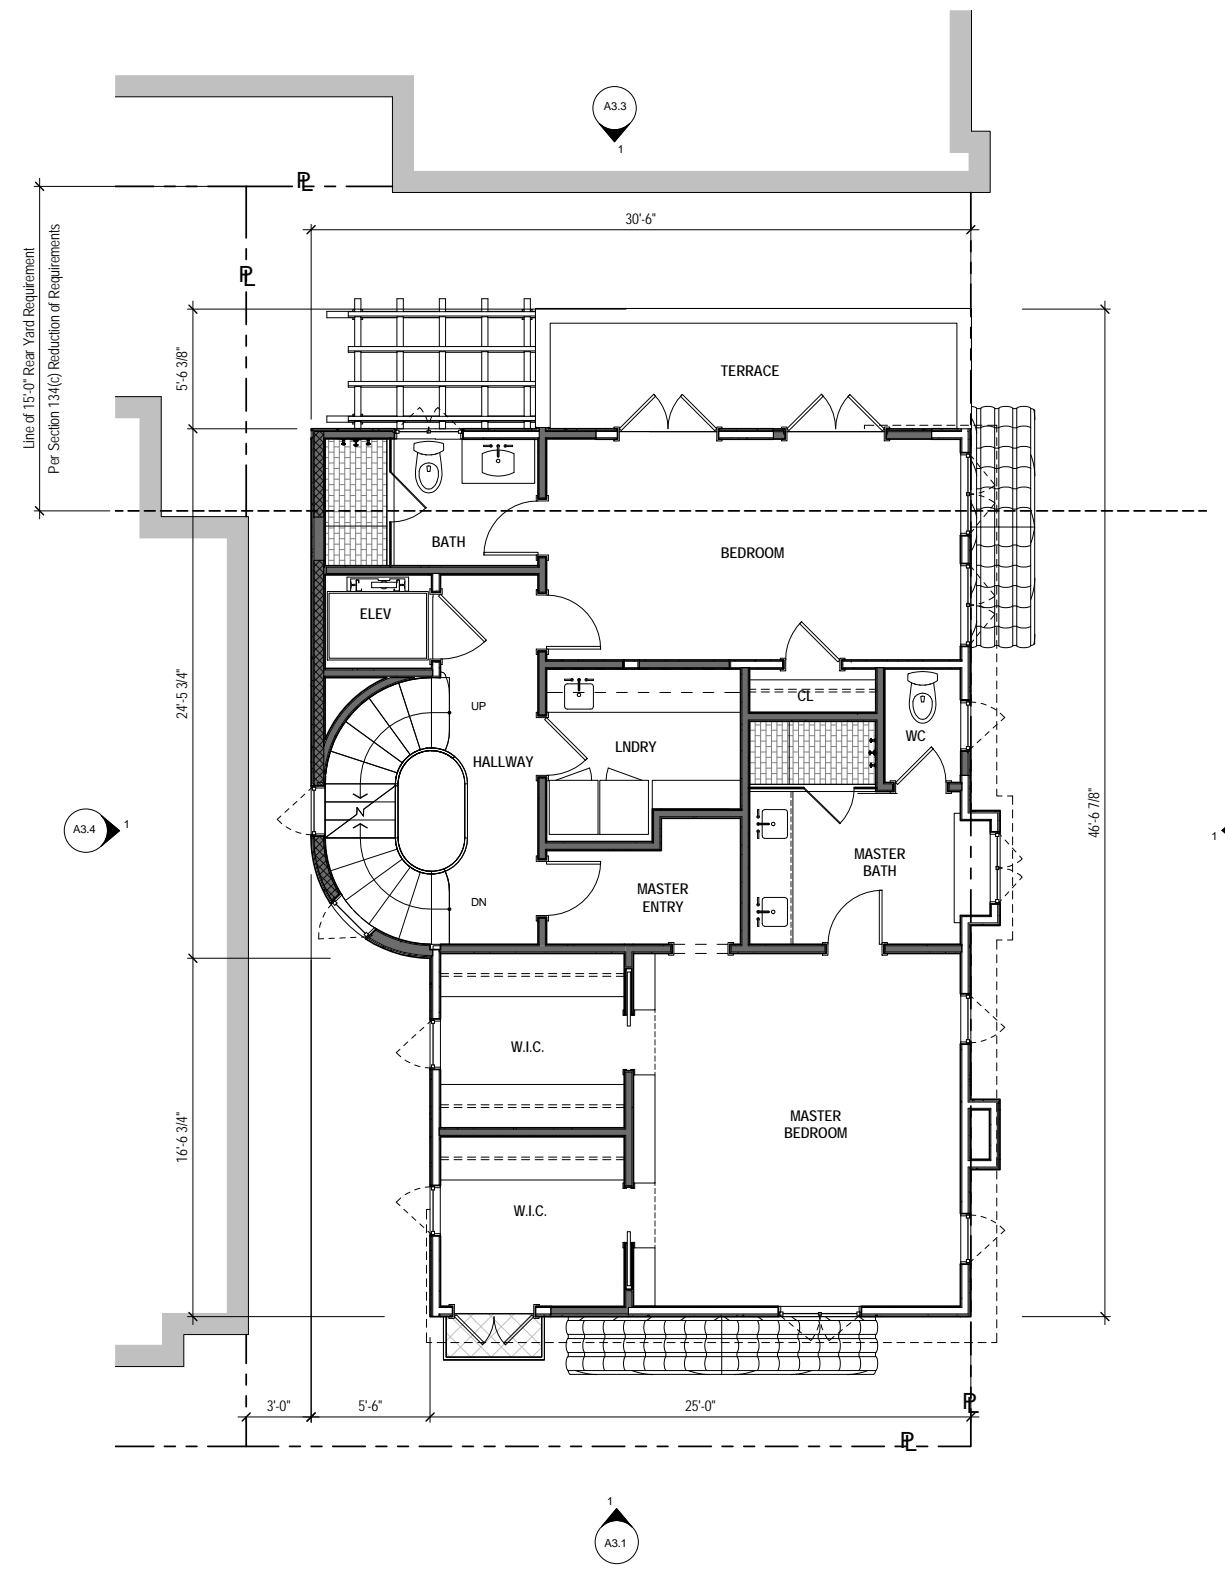 A3.3
1
PL
30'-6"
Line of 15'-0" Rear Yard Requirement
Per Section 134(c) Reduction of Requirements
PL
5'-6 3/8"
TERRACE
BATH
BEDROOM
ELEV
24'-5 3/4"
UP
CL
HALLWAY
LNDRY
WC
A3.4
1
N
46'-6 7/8"
1
MASTER
BATH
MASTER
ENTRY
DN
W.I.C.
16'-6 3/4"
MASTER
BEDROOM
W.I.C.
3'-0"
5'-6"
25'-0"
PL
PL
1
A3.1